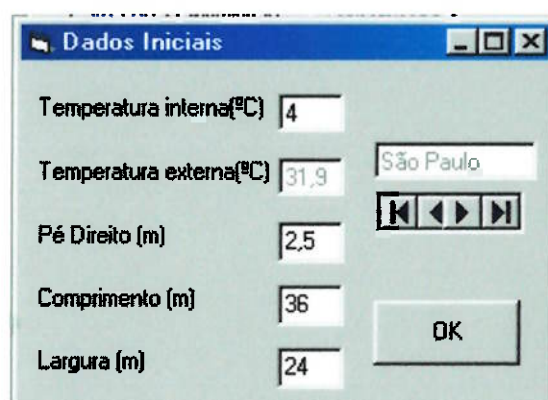 Dados Iniciais
Temperatura interna(ºC) 4
Temperatura externa(ºC) 31,9 São Paulo
Pé Direito (m) 2,5
Comprimento (m) 36
OK
Largura (m) 24